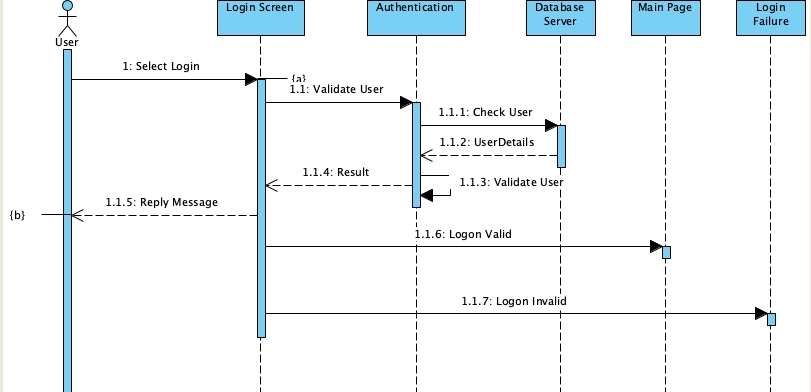 Login Screen
Authentication
Database
Server
Main Page
Login
Failure
User
1: Select Login
{a}
1.1: Validate User
1.1.1: Check User
1.1.2: UserDetails
1.1.4: Result
1.1.3: Validate User
1.1.5: Reply Message
{b}
1.1.6: Logon Valid
1.1.7: Logon Invalid